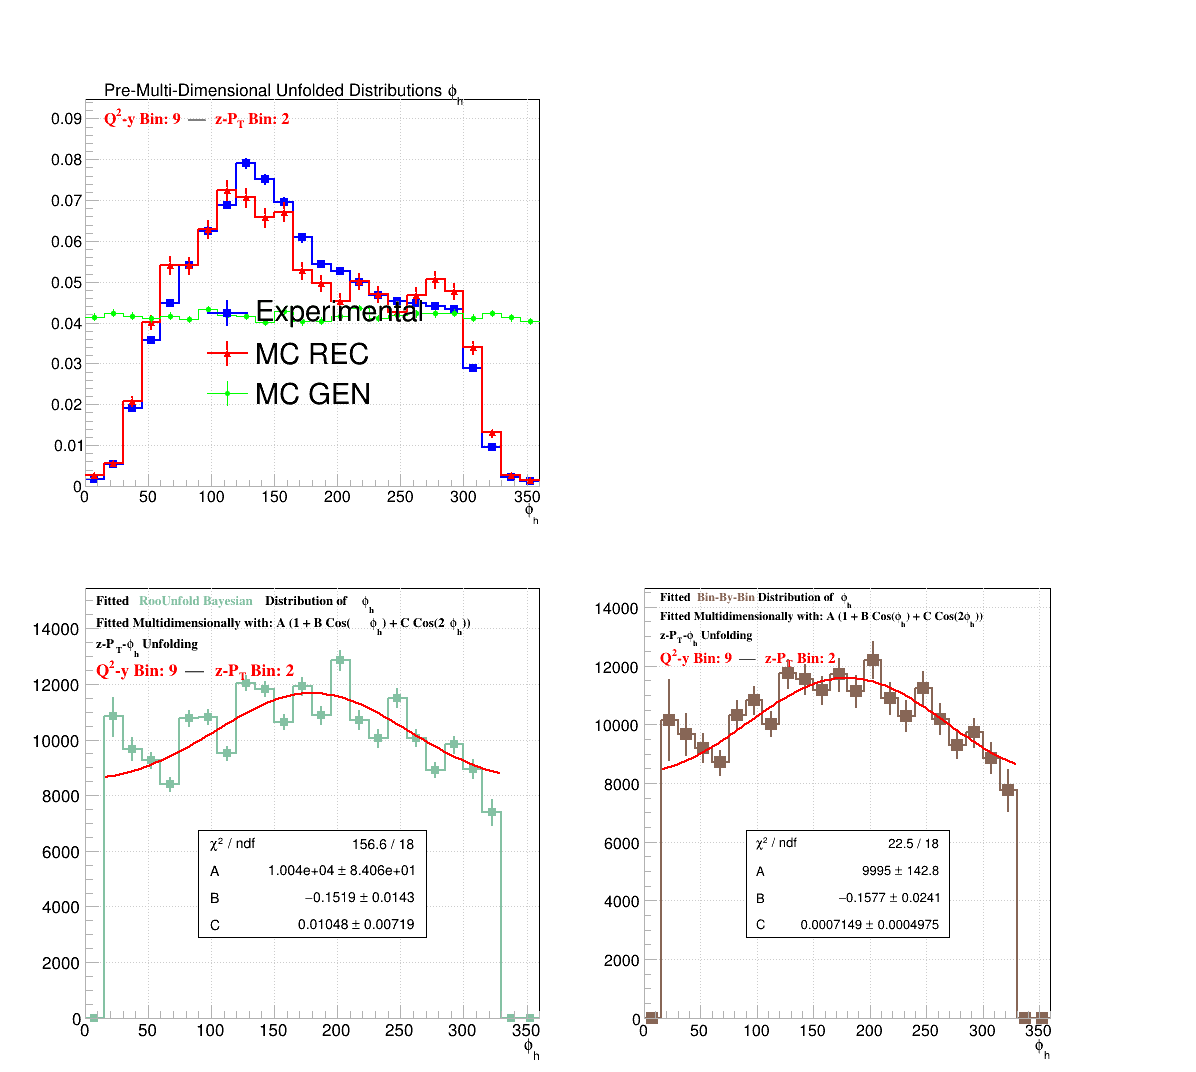 Pre-Multi-Dimensional Unfolded Distributions ϕh
Q2-y Bin: 9 — z-PT Bin: 2
0.09
0.08
0.07
0.06
0.05
0.04
0.03
0.02
0.01
0
Experimental
MC REC
MC GEN
0 50 100 150 200 250 300 350
ϕh
Fitted RooUnfold Bayesian Distribution of ϕh
Fitted Multidimensionally with: A (1 + B Cos( ϕh) + C Cos(2 ϕh))
z-PT-ϕh Unfolding
Q2-y Bin: 9 — z-PT Bin: 2
14000
12000
10000
8000
6000
4000
2000
0
χ2 / ndf 156.6 / 18
A 1.004e+04 ± 8.406e+01
B −0.1519 ± 0.0143
C 0.01048 ± 0.00719
0 50 100 150 200 250 300 350
ϕh
Fitted Bin-By-Bin Distribution of ϕh
Fitted Multidimensionally with: A (1 + B Cos(ϕh) + C Cos(2ϕh))
z-PT-ϕh Unfolding
Q2-y Bin: 9 — z-PT Bin: 2
14000
12000
10000
8000
6000
4000
2000
0
χ2 / ndf 22.5 / 18
A 9995 ± 142.8
B −0.1577 ± 0.0241
C 0.0007149 ± 0.0004975
0 50 100 150 200 250 300 350
ϕh